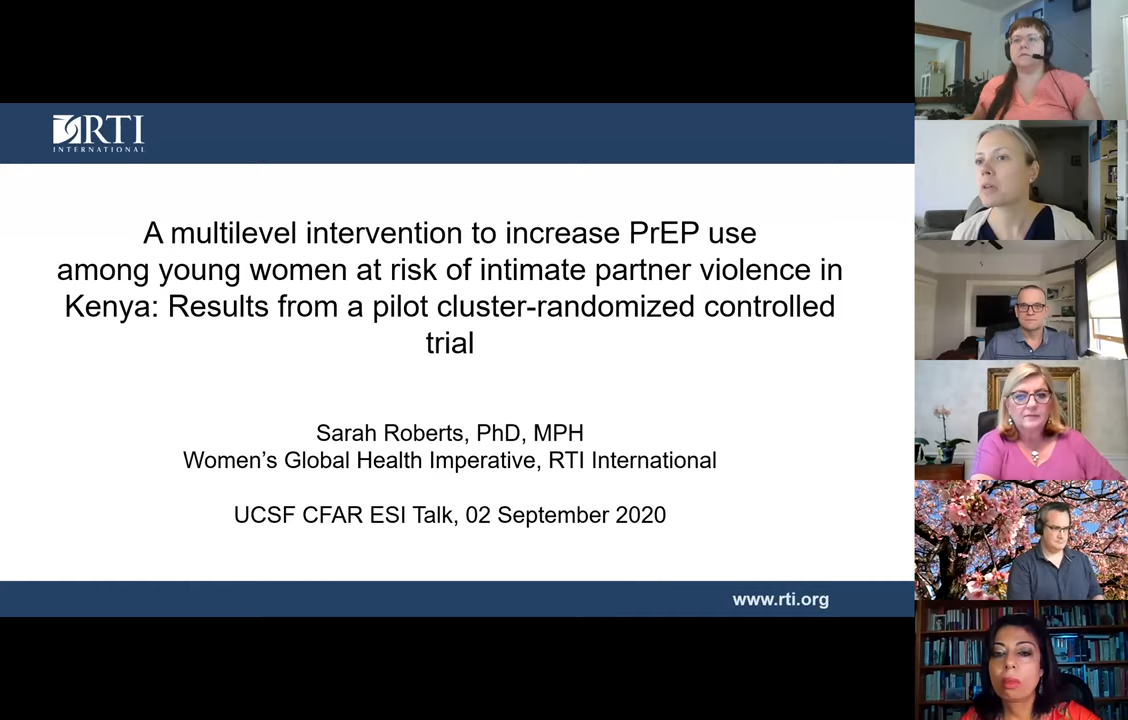 RTI
INTERNATIONAL
A multilevel intervention to increase PrEP use
among young women at risk of intimate partner violence in
Kenya: Results from a pilot cluster-randomized controlled
trial
Sarah Roberts, PhD, MPH
Women’s Global Health Imperative, RTI International
UCSF CFAR ESI Talk, 02 September 2020
www.rti.org